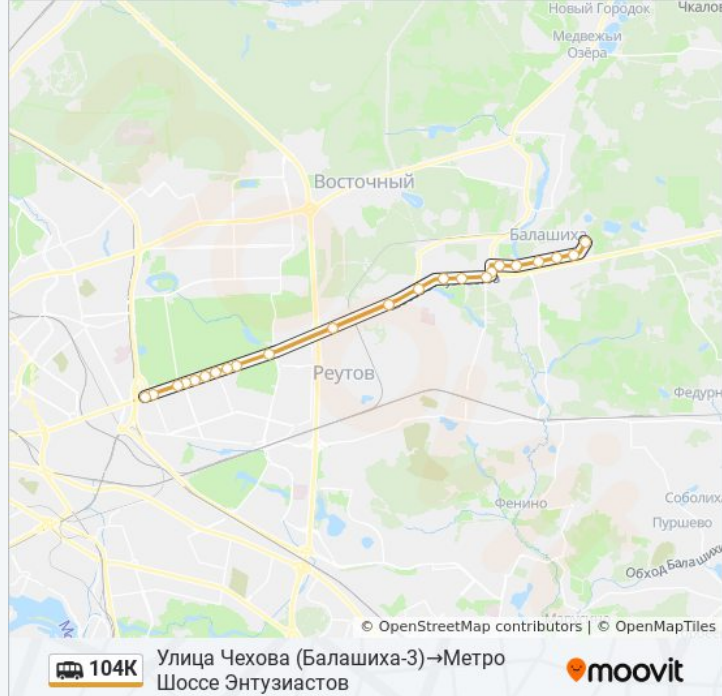 Новый Городок
Чкалов
Медвежьи
Озёра
Восточный
Балашиха
Реутов
Федурн
Соболиха
Фенино
Пуршево
Обход Балашихи
© OpenStreetMap contributors | © OpenMapTiles
104К
Улица Чехова (Балашиха-3)→Метро
Шоссе Энтузиастов
moovit